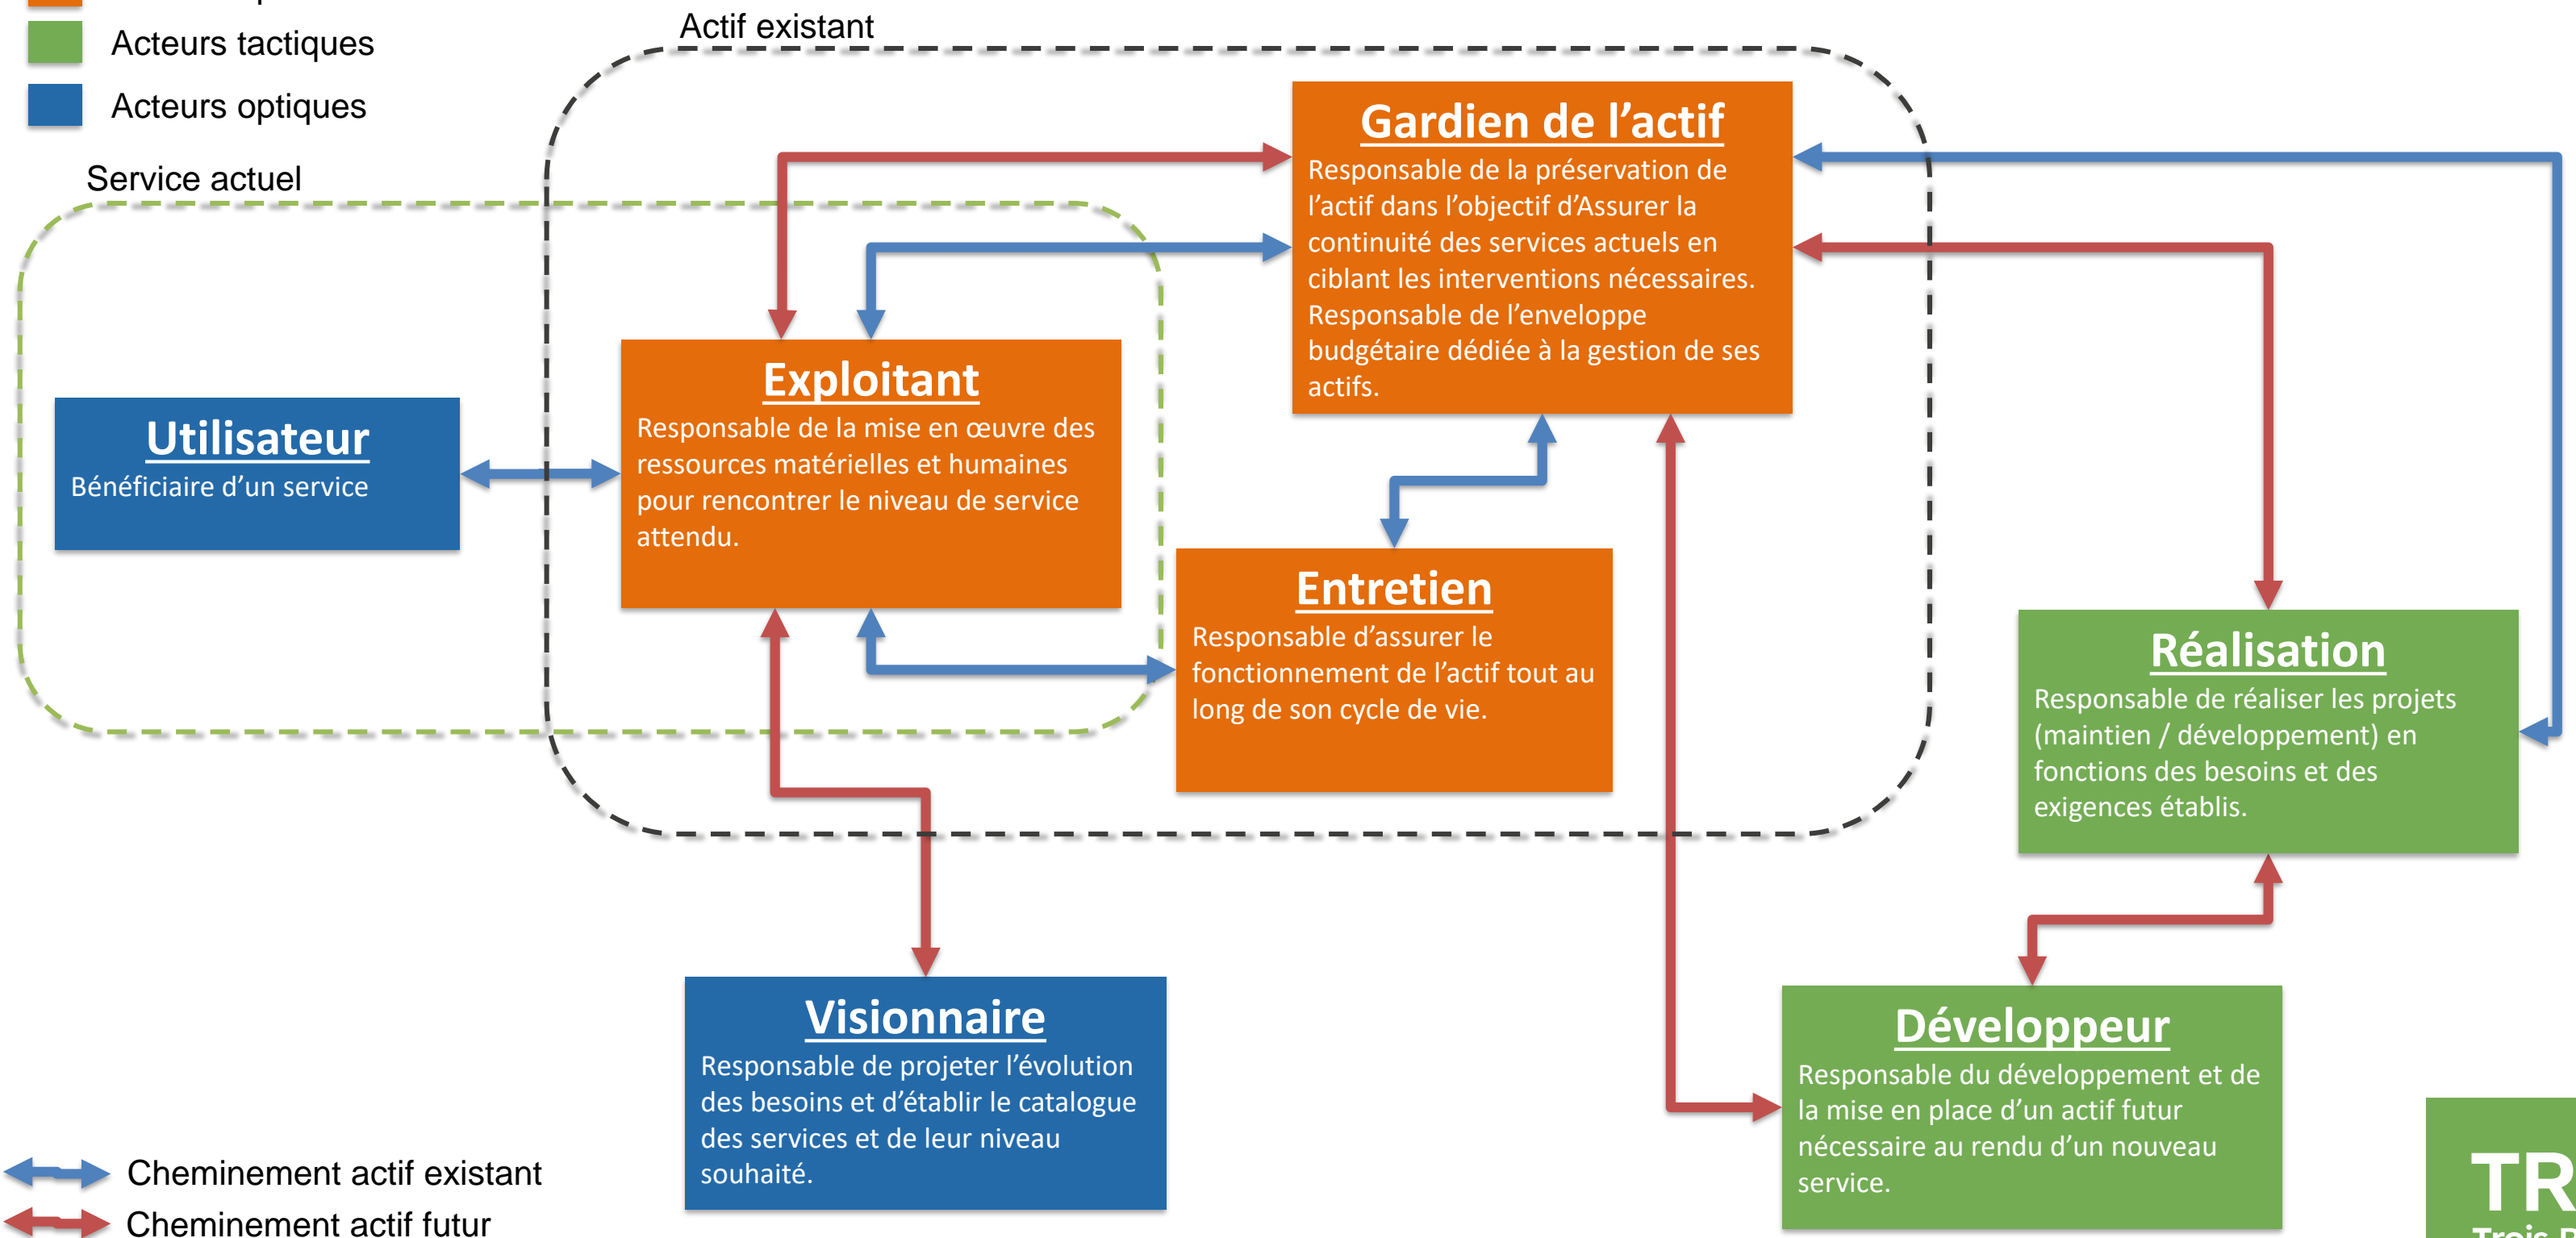 Acteurs tactiques
Acteurs optiques
Actif existant
Service actuel
Gardien de l’actif
Responsable de la préservation de
l’actif dans l’objectif d’Assurer la
continuité des services actuels en
ciblant les interventions nécessaires.
Responsable de l’enveloppe
budgétaire dédiée à la gestion de ses
actifs.
Exploitant
Responsable de la mise en œuvre des
ressources matérielles et humaines
pour rencontrer le niveau de service
attendu.
Utilisateur
Bénéficiaire d’un service
Entretien
Responsable d’assurer le
fonctionnement de l’actif tout au
long de son cycle de vie.
Réalisation
Responsable de réaliser les projets
(maintien / développement) en
fonctions des besoins et des
exigences établis.
Visionnaire
Responsable de projeter l’évolution
des besoins et d’établir le catalogue
des services et de leur niveau
souhaité.
Développeur
Responsable du développement et de
la mise en place d’un actif futur
nécessaire au rendu d’un nouveau
service.
Cheminement actif existant
Cheminement actif futur
TR
Trois